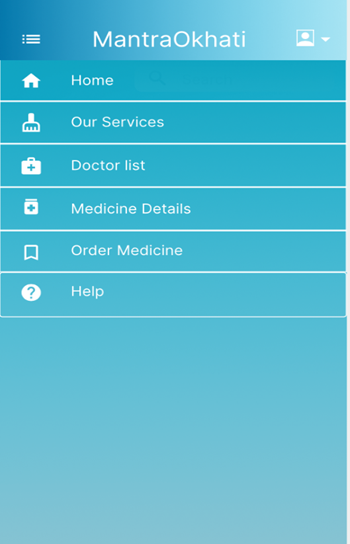 MantraOkhati
Home
Our Services
Doctor list
Medicine Details
Order Medicine
Help